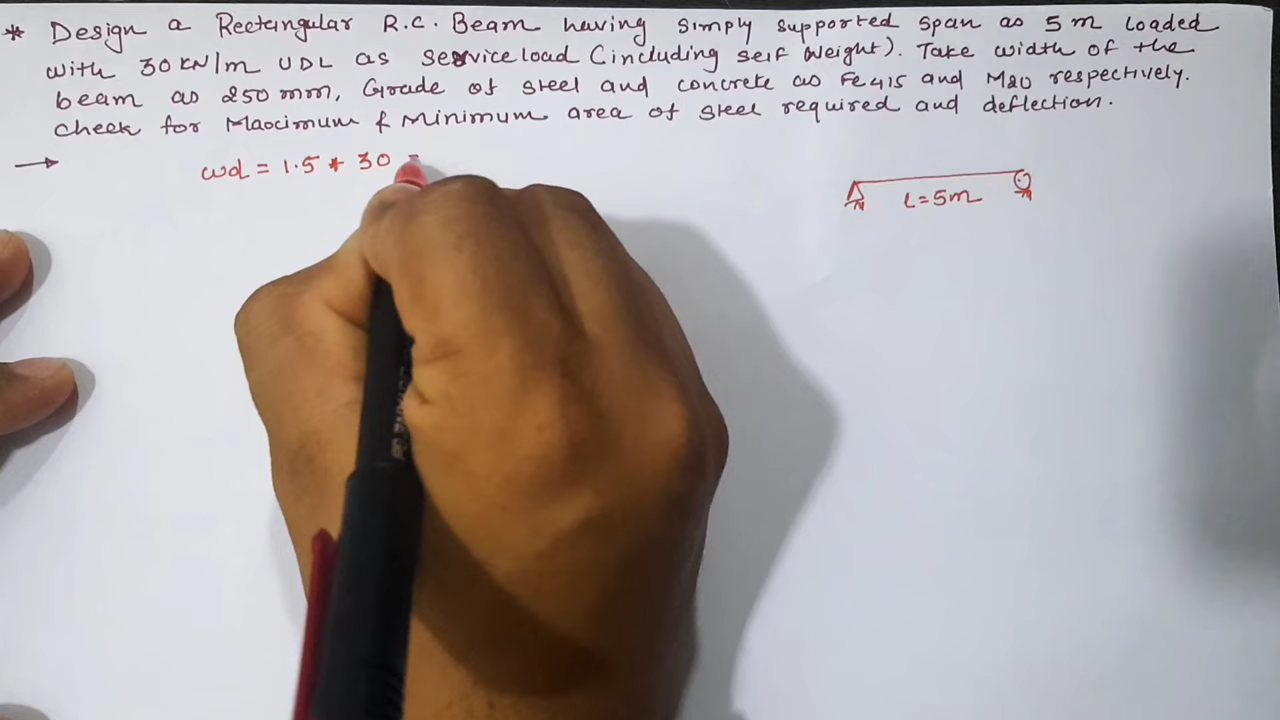 * Design a Rectangular R.C. Beam having simply supported span as 5 m loaded
with 30 KN/m UDL as service load (including self weight). Take width of the
beam as 250 mm, Grade of steel and concrete as Fe415 and M20 respectively.
check for Maximum & Minimum area of steel required and deflection.
→ wd = 1.5 * 30 =
L = 5m